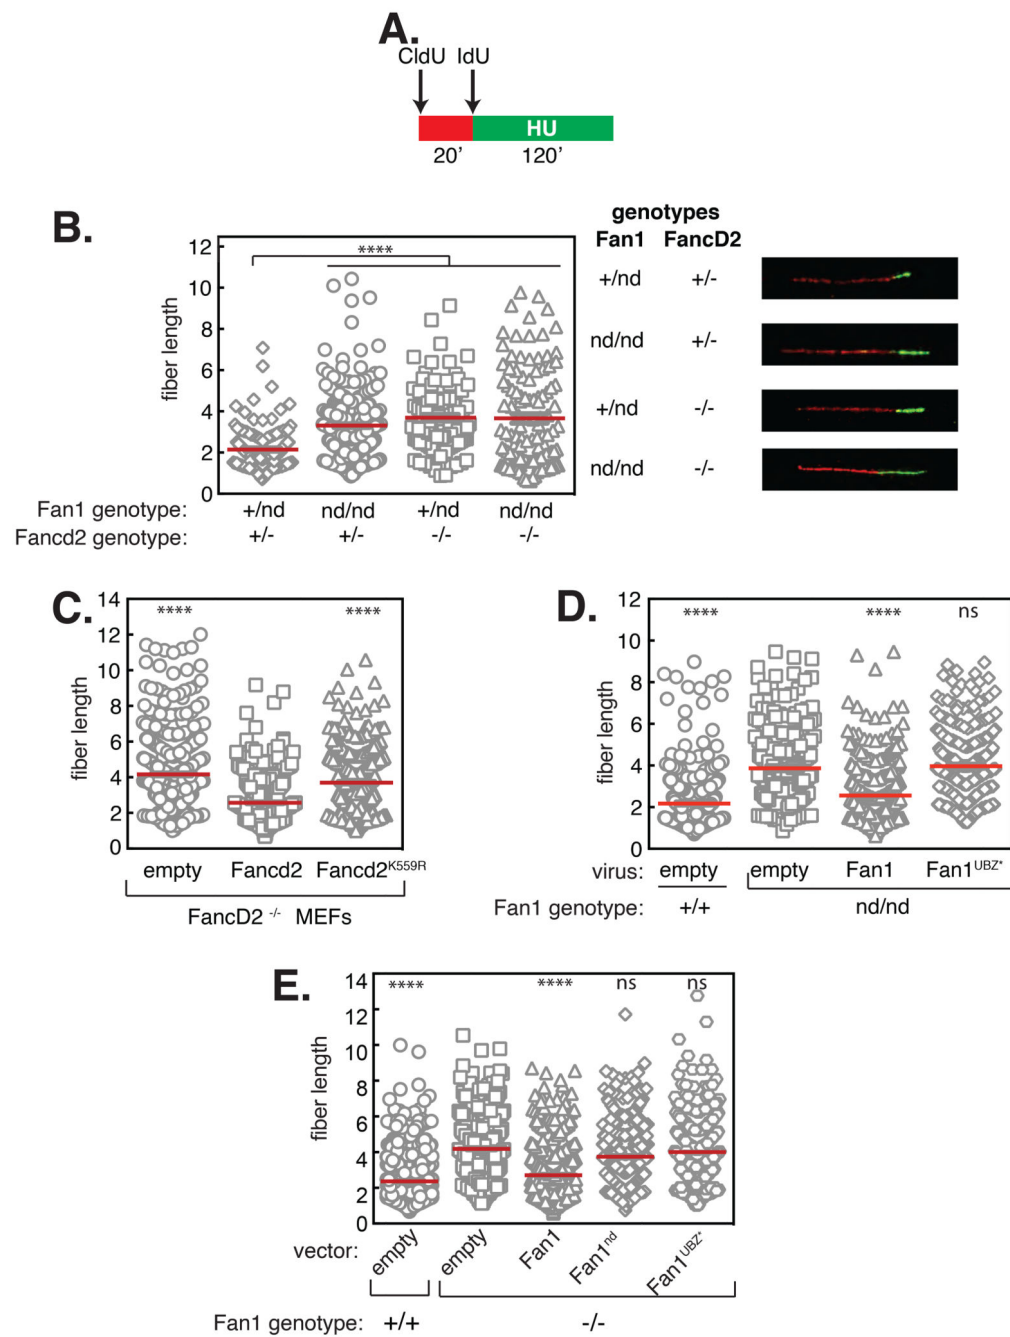 A.
CldU IdU
HU
20’ 120’
B.
genotypes
Fan1 FancD2
+/nd +/-
nd/nd +/-
+/nd -/-
nd/nd -/-
****
12
10
8
6
4
2
0
fiber length
Fan1 genotype: +/nd nd/nd +/nd nd/nd
Fancd2 genotype: +/- +/- -/- -/-
C.
**** ****
14
12
10
8
6
4
2
0
fiber length
empty Fancd2 Fancd2K559R
FancD2 -/- MEFs
D.
**** **** ns
12
10
8
6
4
2
0
fiber length
virus: empty empty Fan1 Fan1UBZ*
Fan1 genotype: +/+ nd/nd
E.
**** **** ns ns
14
12
10
8
6
4
2
0
fiber length
vector: empty empty Fan1 Fan1nd Fan1UBZ*
Fan1 genotype: +/+ -/-